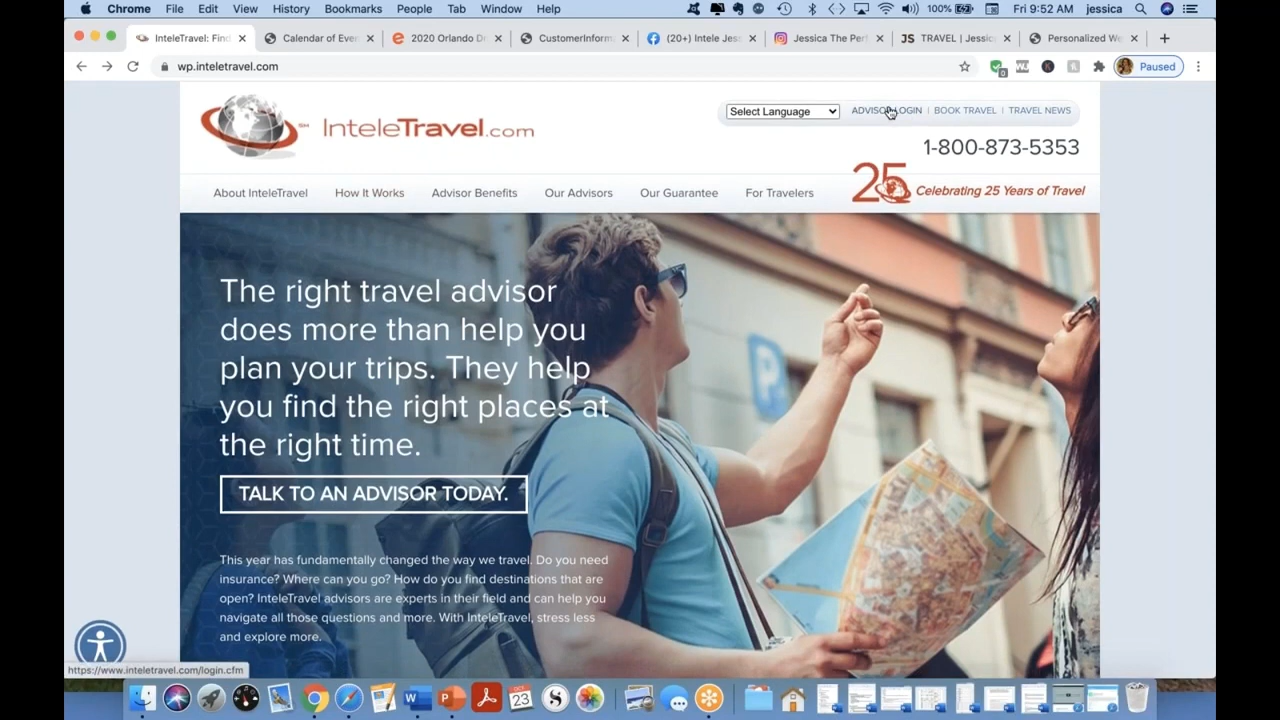 Chrome File Edit View History Bookmarks People Tab Window Help 100% Fri 9:52 AM jessica
InteleTravel: Find Calendar of Even 2020 Orlando De CustomerInform (20+) Intele Jess Jessica The Per JS TRAVEL | Jessic Personalized We
wp.inteletravel.com Paused
Select Language ADVISOR LOGIN | BOOK TRAVEL | TRAVEL NEWS
InteleTravel.com
1-800-873-5353
25 Celebrating 25 Years of Travel
About InteleTravel How It Works Advisor Benefits Our Advisors Our Guarantee For Travelers
The right travel advisor
does more than help you
plan your trips. They help
you find the right places at
the right time.
TALK TO AN ADVISOR TODAY.
This year has fundamentally changed the way we travel. Do you need
insurance? Where can you go? How do you find destinations that are
open? InteleTravel advisors are experts in their field and can help you
navigate all those questions and more. With InteleTravel, stress less
and explore more.
P
https://www.inteletravel.com/login.cfm
OCT
23